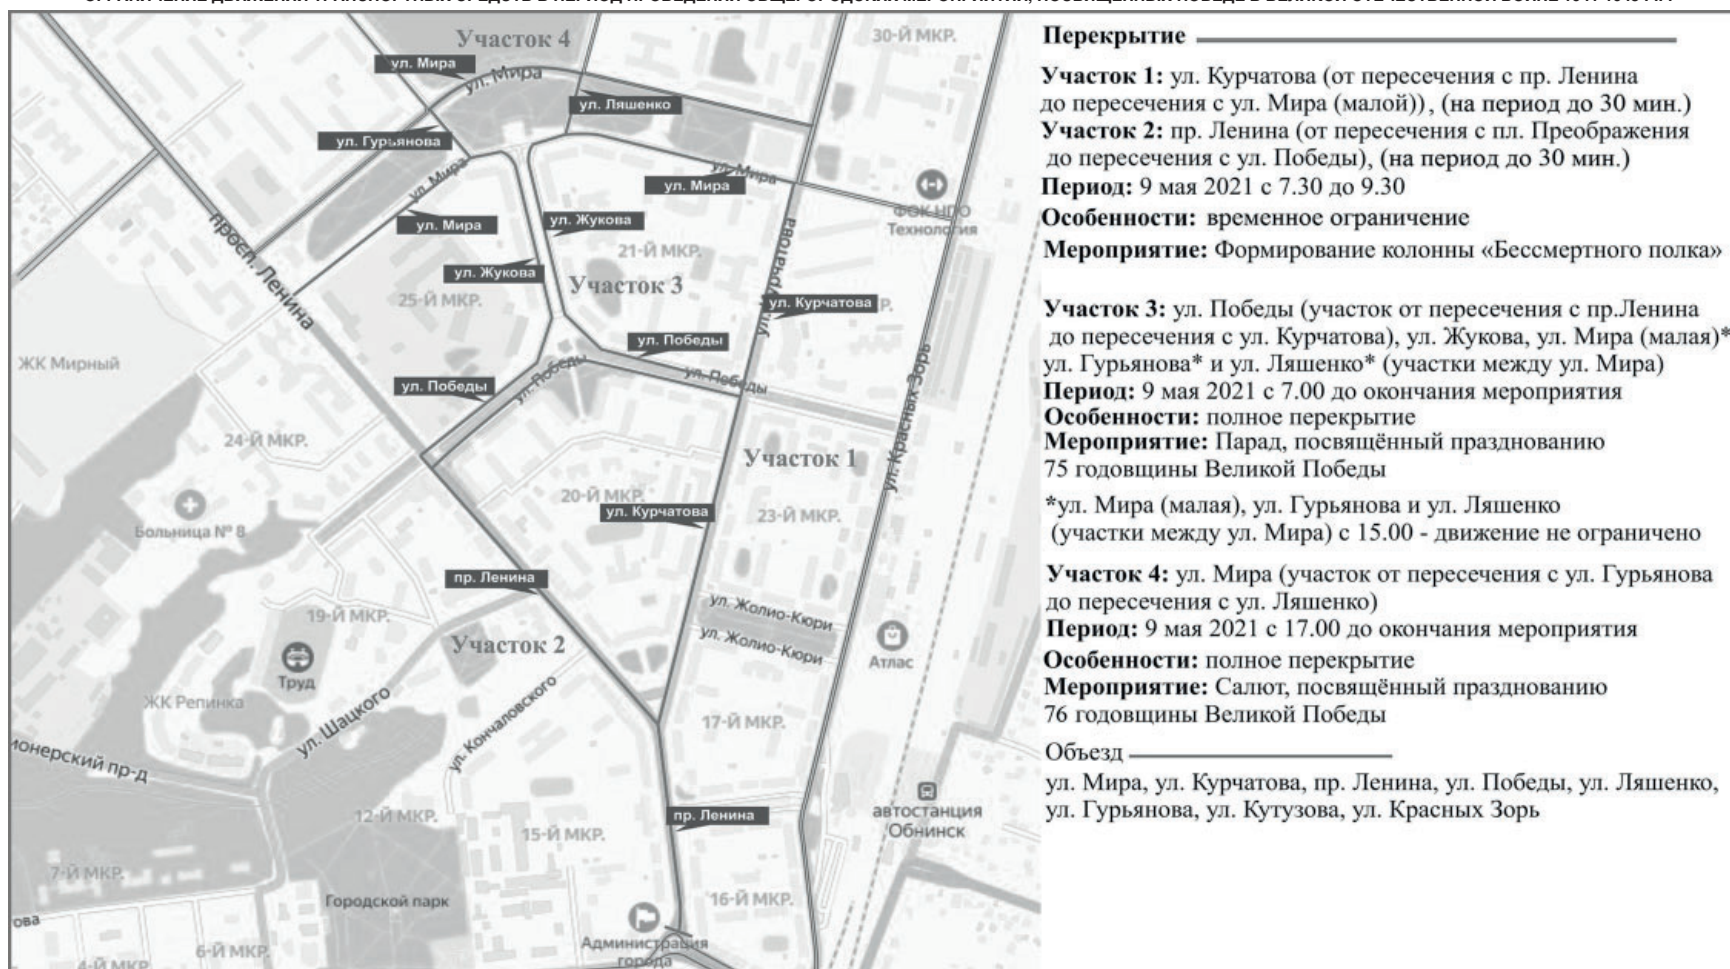 Участок 4
30-Й МКР.
ул. Мира
ул. Мира
ул. Ляшенко
ул. Гурьянова
ул. Мира
ул. Мира
ул. Мира
ул. Мира
ул. Жукова
ФОК НПО
Технология
просп. Ленина
21-Й МКР.
ул. Жукова
Участок 3
25-Й МКР.
ул. Курчатова
ул. Курчатова
ул. Победы
ЖК Мирный
ул. Победы
ул. Победы
ул. Победы
ул. Красных Зорь
24-Й МКР.
Участок 1
20-Й МКР.
ул. Курчатова
23-Й МКР.
Больница № 8
пр. Ленина
19-Й МКР.
ул. Жолио-Кюри
ул. Жолио-Кюри
Участок 2
Атлас
Труд
ЖК Репинка
ул. Шацкого
ул. Кончаловского
17-Й МКР.
ионерский пр-д
12-Й МКР.
15-Й МКР.
пр. Ленина
автостанция
Обнинск
7-Й МКР.
Городской парк
16-Й МКР.
ова
6-Й МКР.
4-Й МКР.
Администрация
города
Перекрытие
Участок 1: ул. Курчатова (от пересечения с пр. Ленина
до пересечения с ул. Мира (малой)), (на период до 30 мин.)
Участок 2: пр. Ленина (от пересечения с пл. Преображения
до пересечения с ул. Победы), (на период до 30 мин.)
Период: 9 мая 2021 с 7.30 до 9.30
Особенности: временное ограничение
Мероприятие: Формирование колонны «Бессмертного полка»
Участок 3: ул. Победы (участок от пересечения с пр.Ленина
до пересечения с ул. Курчатова), ул. Жукова, ул. Мира (малая)*
ул. Гурьянова* и ул. Ляшенко* (участки между ул. Мира)
Период: 9 мая 2021 с 7.00 до окончания мероприятия
Особенности: полное перекрытие
Мероприятие: Парад, посвящённый празднованию
75 годовщины Великой Победы
*ул. Мира (малая), ул. Гурьянова и ул. Ляшенко
(участки между ул. Мира) с 15.00 - движение не ограничено
Участок 4: ул. Мира (участок от пересечения с ул. Гурьянова
до пересечения с ул. Ляшенко)
Период: 9 мая 2021 с 17.00 до окончания мероприятия
Особенности: полное перекрытие
Мероприятие: Салют, посвящённый празднованию
76 годовщины Великой Победы
Объезд
ул. Мира, ул. Курчатова, пр. Ленина, ул. Победы, ул. Ляшенко,
ул. Гурьянова, ул. Кутузова, ул. Красных Зорь